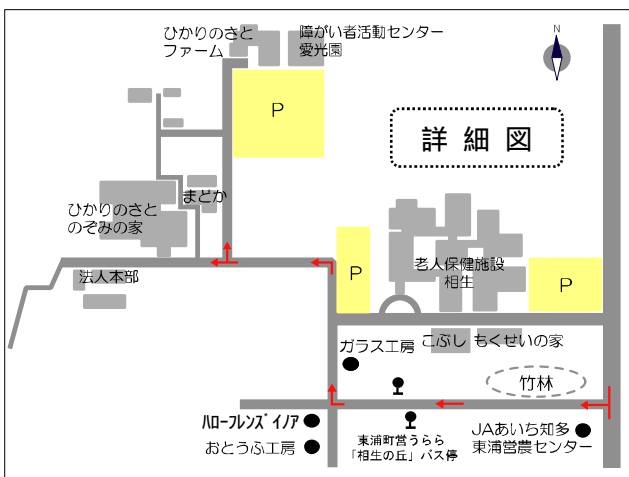 ひかりのさと
ファーム
障がい者活動センター
愛光園
N
P
詳細図
まどか
ひかりのさと
のぞみの家
法人本部
P
老人保健施設
相生
P
ガラス工房
こぶし
もくせいの家
竹林
ハローフレンズイノア
おとうふ工房
東浦町営うらら
「相生の丘」バス停
JAあいち知多
東浦営農センター